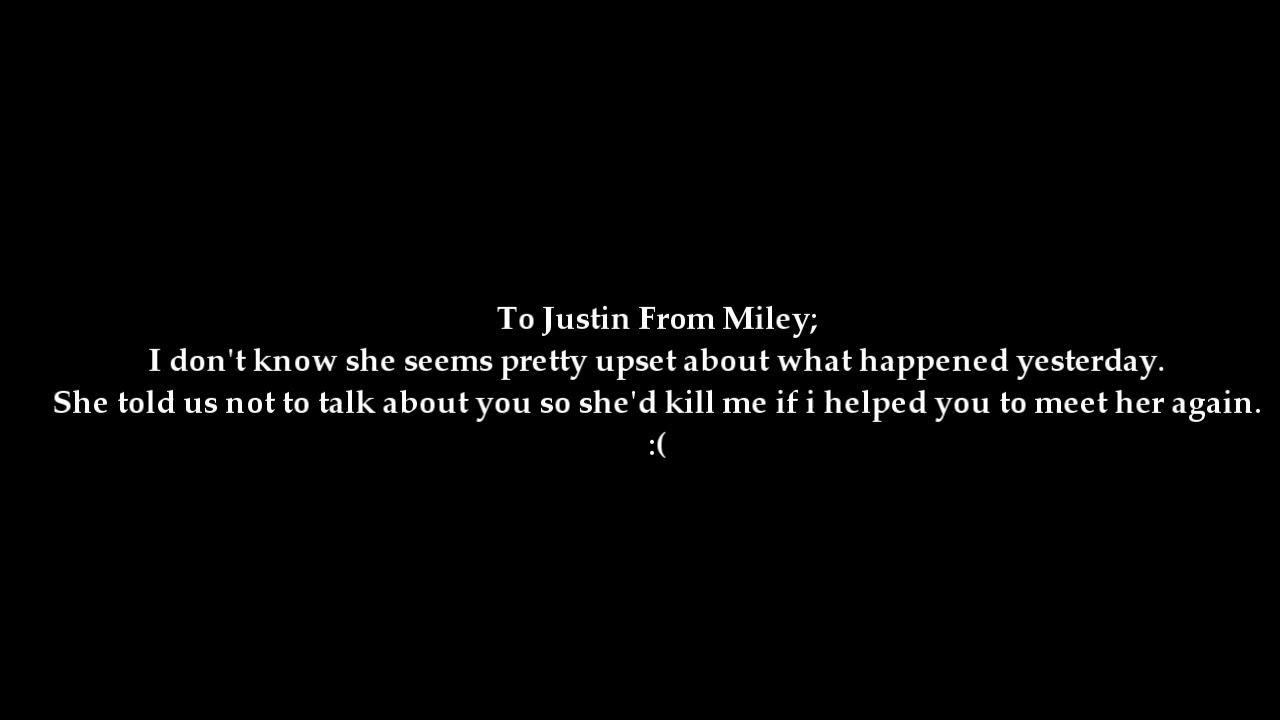 To Justin From Miley;
I don't know she seems pretty upset about what happened yesterday.
She told us not to talk about you so she'd kill me if i helped you to meet her again.
:(